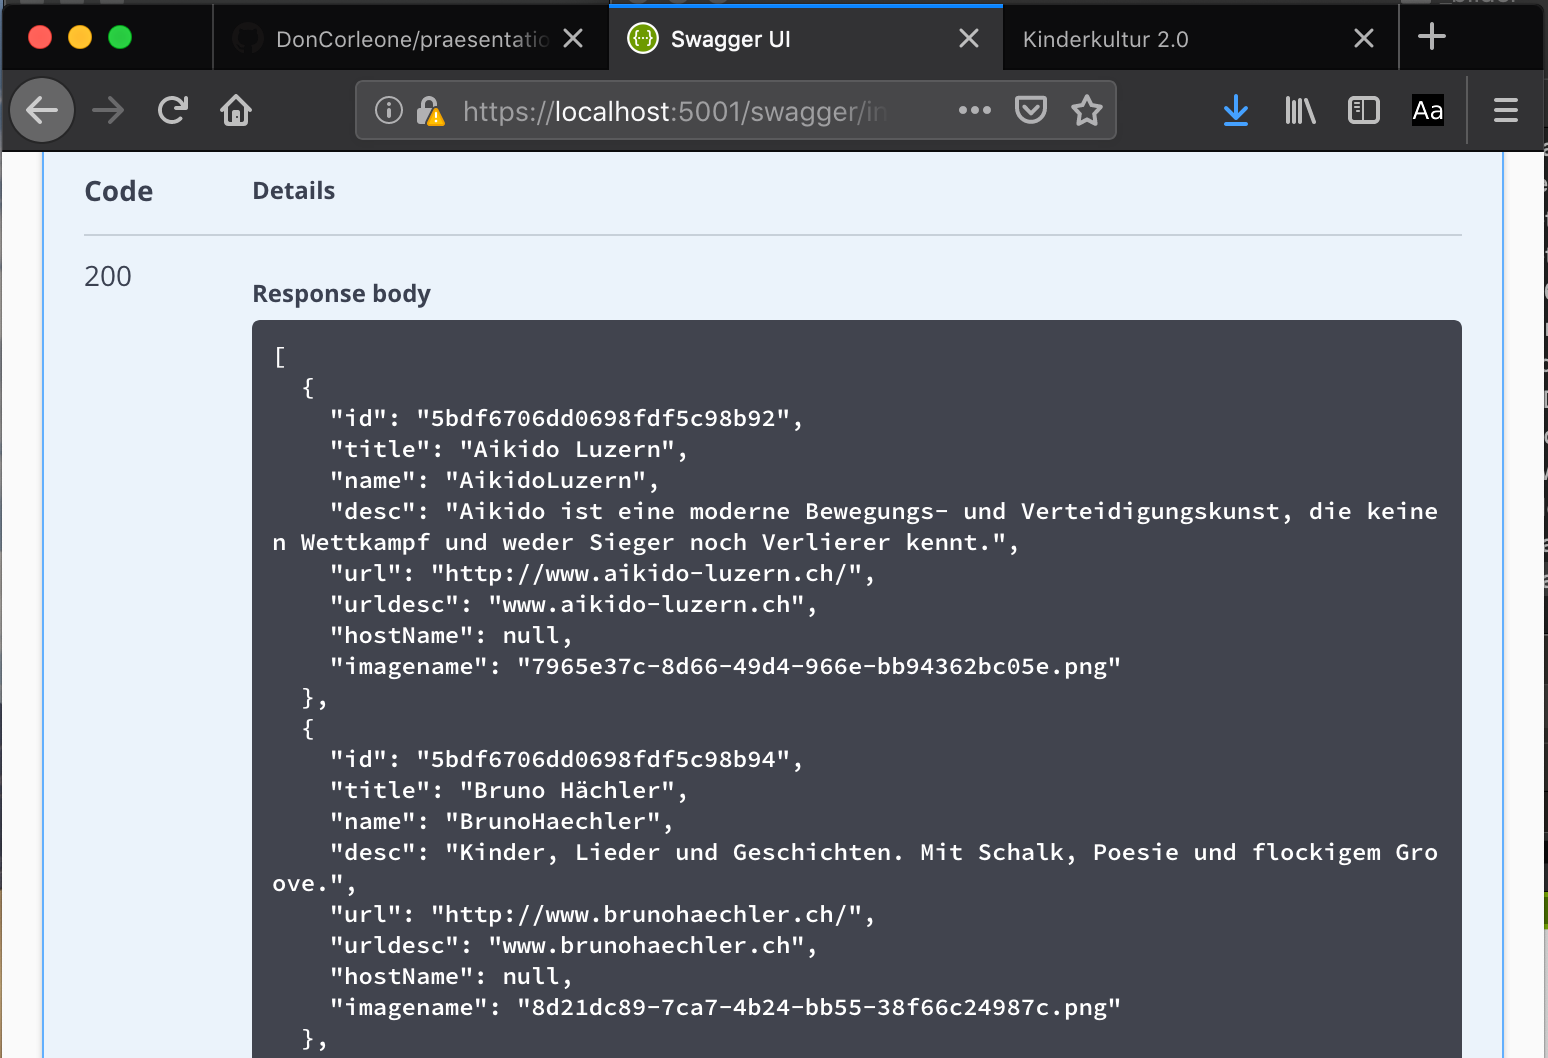 DonCorleone/praesentatio
Swagger UI
Kinderkultur 2.0
https://localhost:5001/swagger/in
Aa
Code Details
200
Response body
[
{
"id": "5bdf6706dd0698fdf5c98b92",
"title": "Aikido Luzern",
"name": "AikidoLuzern",
"desc": "Aikido ist eine moderne Bewegungs- und Verteidigungskunst, die keine
n Wettkampf und weder Sieger noch Verlierer kennt.",
"url": "http://www.aikido-luzern.ch/",
"urldesc": "www.aikido-luzern.ch",
"hostName": null,
"imagename": "7965e37c-8d66-49d4-966e-bb94362bc05e.png"
},
{
"id": "5bdf6706dd0698fdf5c98b94",
"title": "Bruno Hächler",
"name": "BrunoHaechler",
"desc": "Kinder, Lieder und Geschichten. Mit Schalk, Poesie und flockigem Gro
ove.",
"url": "http://www.brunohaechler.ch/",
"urldesc": "www.brunohaechler.ch",
"hostName": null,
"imagename": "8d21dc89-7ca7-4b24-bb55-38f66c24987c.png"
},